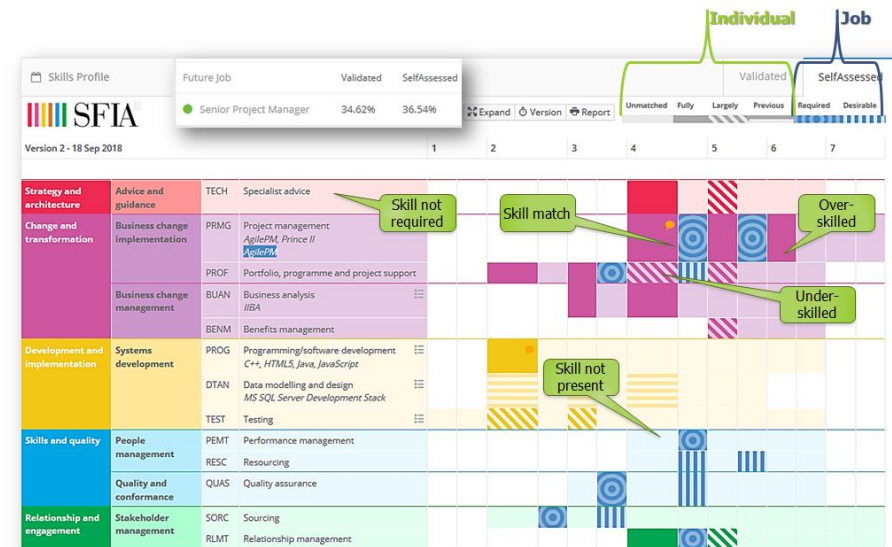 Individual Job
Skills Profile
Future Job Validated SelfAssessed
Senior Project Manager 34.62% 36.54%
Validated SelfAssessed
SFIA
Expand Version Report
Unmatched Fully Largely Previous Required Desirable
Version 2 - 18 Sep 2018 1 2 3 4 5 6 7
Strategy and architecture
Advice and guidance
TECH Specialist advice
Skill not required
Skill match
Over-skilled
Change and transformation
Business change implementation
PRMG Project management
AgilePM, Prince II
AgilePM
PROF Portfolio, programme and project support
Under-skilled
Business change management
BUAN Business analysis
IIBA
BENM Benefits management
Development and implementation
Systems development
PROG Programming/software development
C++, HTML5, Java, JavaScript
Skill not present
DTAN Data modelling and design
MS SQL Server Development Stack
TEST Testing
Skills and quality
People management
PEMT Performance management
RESC Resourcing
Quality and conformance
QUAS Quality assurance
Relationship and engagement
Stakeholder management
SORC Sourcing
RLMT Relationship management